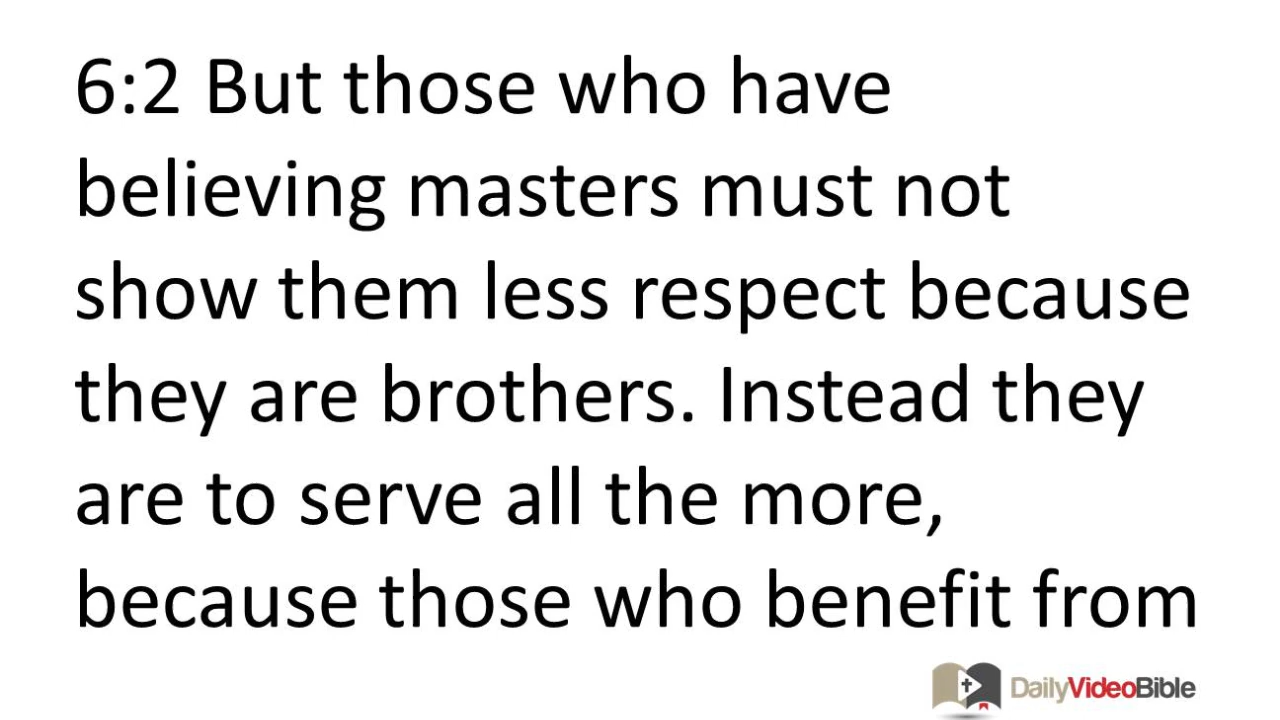 6:2 But those who have
believing masters must not
show them less respect because
they are brothers. Instead they
are to serve all the more,
because those who benefit from
DailyVideoBible